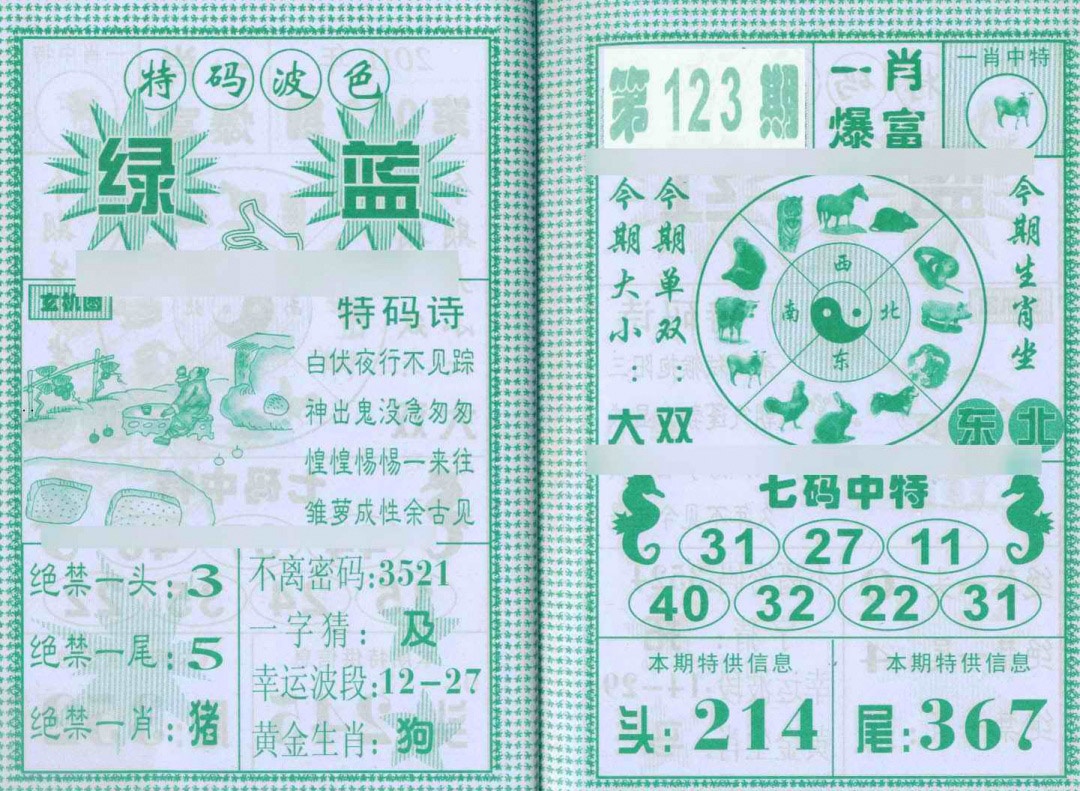 特码波色
绿 蓝
玄机图
特码诗
白伏夜行不见踪
神出鬼没急匆匆
惶惶惕惕一来往
雏萝成性余古见
绝禁一头:3
绝禁一尾:5
绝禁一肖:猪
不离密码:3521
一字猜:及
幸运波段:12-27
黄金生肖:狗
第123期
一肖
爆富
一肖中特
今期大小:大
今期单双:双
西
南 北
东
今期生肖坐
东北
七码中特
31 27 11
40 32 22 31
本期特供信息
头:214
本期特供信息
尾:367